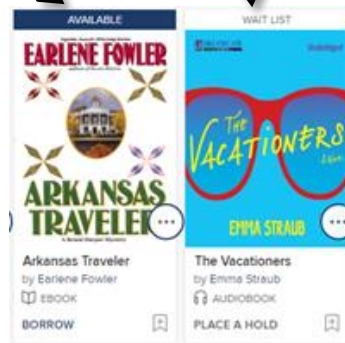 AVAILABLE
EARLENE FOWLER
ARKANSAS
TRAVELER
Arkansas Traveler
by Earlene Fowler
EBOOK
BORROW
WAIT LIST
THE
VACATIONERS
EMMA STRAUB
The Vacationers
by Emma Straub
AUDIOBOOK
PLACE A HOLD